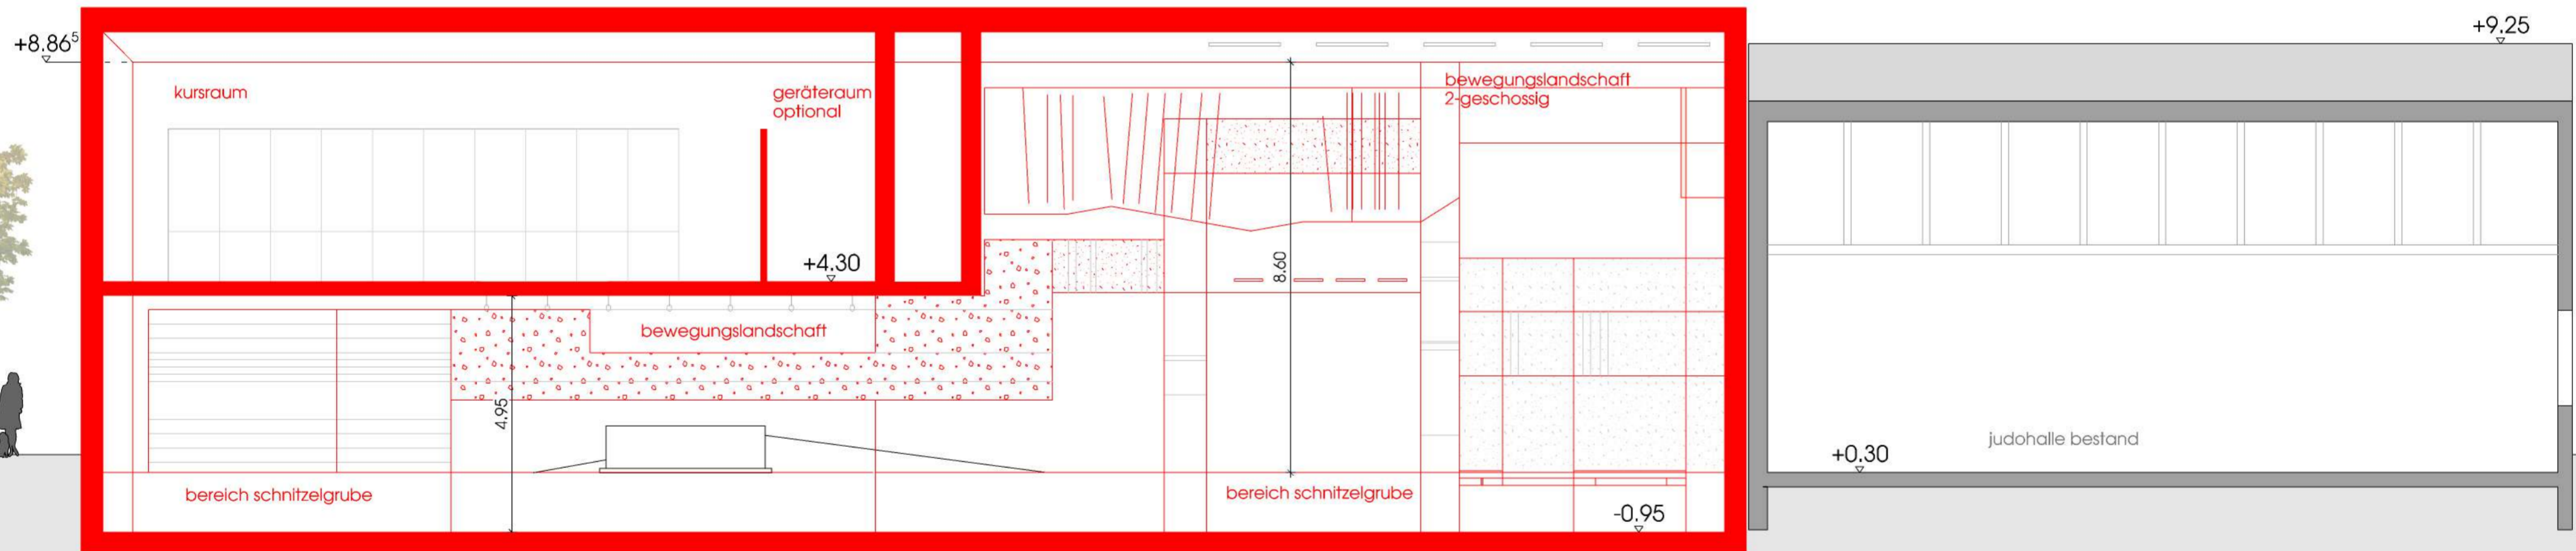 +9.25
+8.86⁵
kursraum
geräteraum
optional
bewegungslandschaft
2-geschossig
+4.30
8.60
bewegungslandschaft
4.95
judohalle bestand
+0.30
bereich schnitzelgrube
bereich schnitzelgrube
-0.95